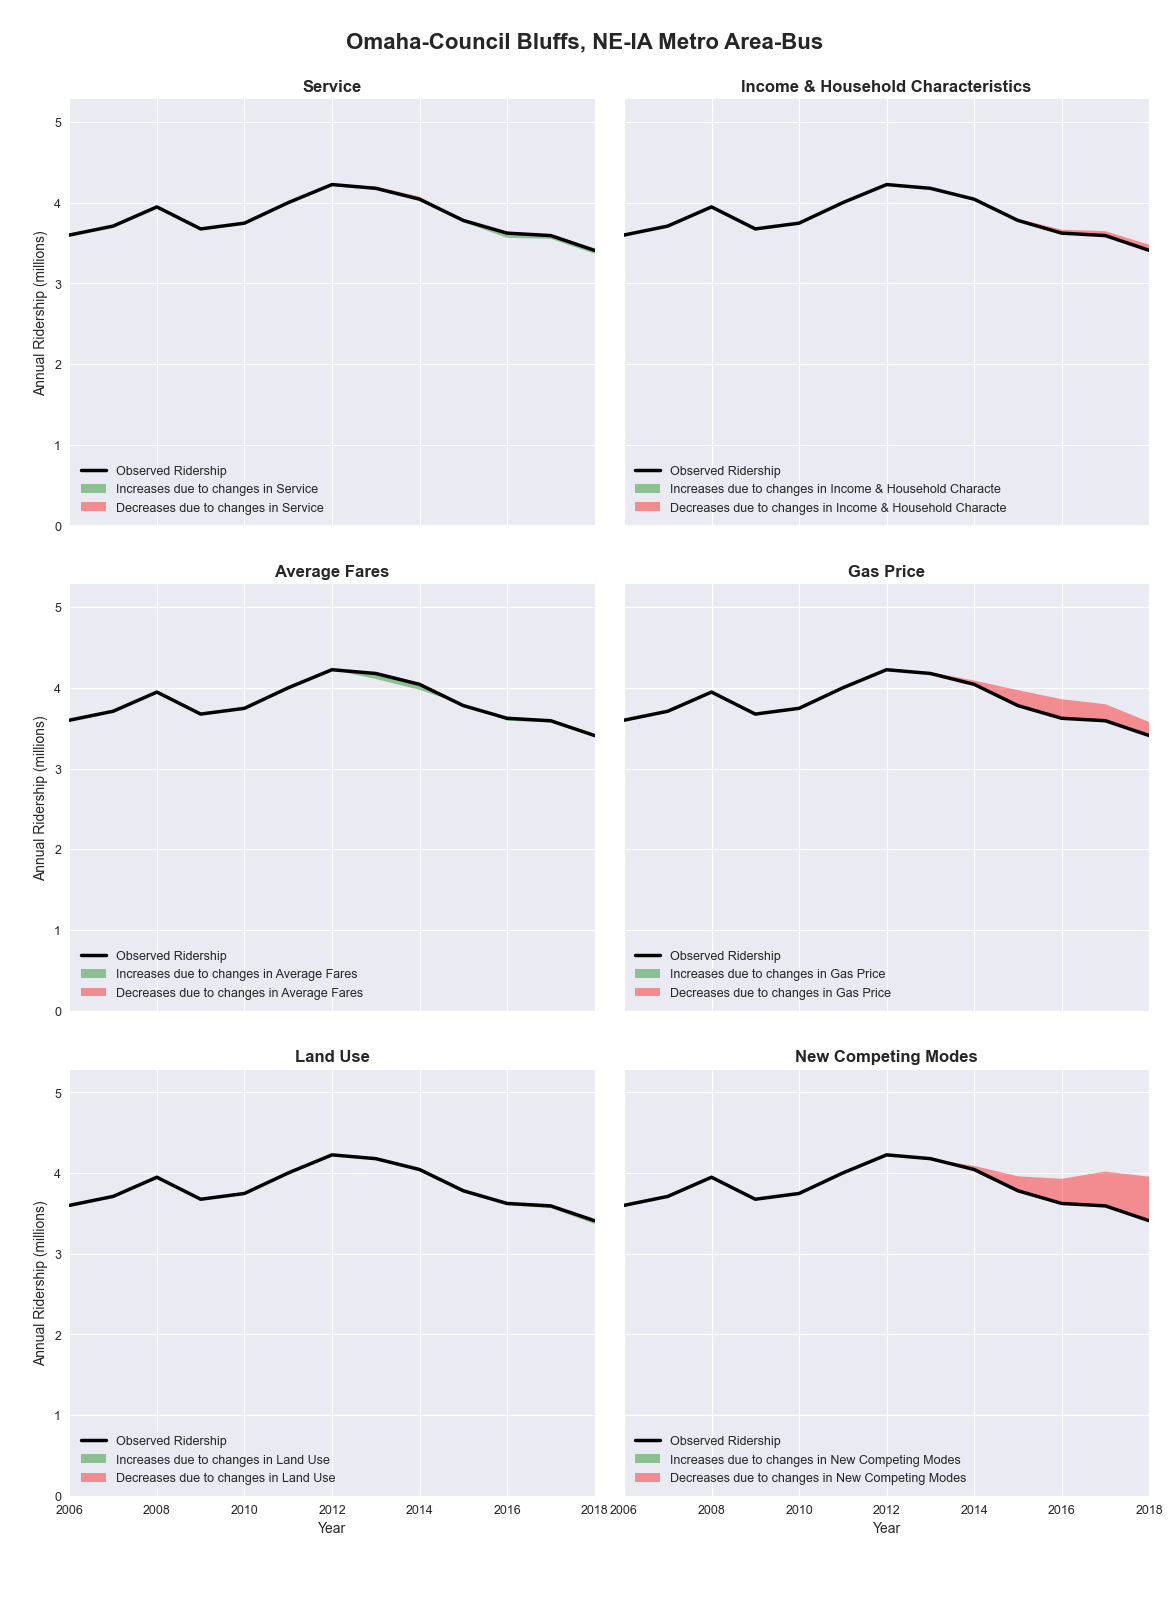 Omaha-Council Bluffs, NE-IA Metro Area-Bus
Service
Income & Household Characteristics
5
4
3
2
1
0
Annual Ridership (millions)
Observed Ridership
Increases due to changes in Service
Decreases due to changes in Service
Observed Ridership
Increases due to changes in Income & Household Characte
Decreases due to changes in Income & Household Characte
Average Fares
Gas Price
5
4
3
2
1
0
Annual Ridership (millions)
Observed Ridership
Increases due to changes in Average Fares
Decreases due to changes in Average Fares
Observed Ridership
Increases due to changes in Gas Price
Decreases due to changes in Gas Price
Land Use
New Competing Modes
5
4
3
2
1
0
Annual Ridership (millions)
Observed Ridership
Increases due to changes in Land Use
Decreases due to changes in Land Use
Observed Ridership
Increases due to changes in New Competing Modes
Decreases due to changes in New Competing Modes
2006 2008 2010 2012 2014 2016 2018
2006 2008 2010 2012 2014 2016 2018
Year
Year